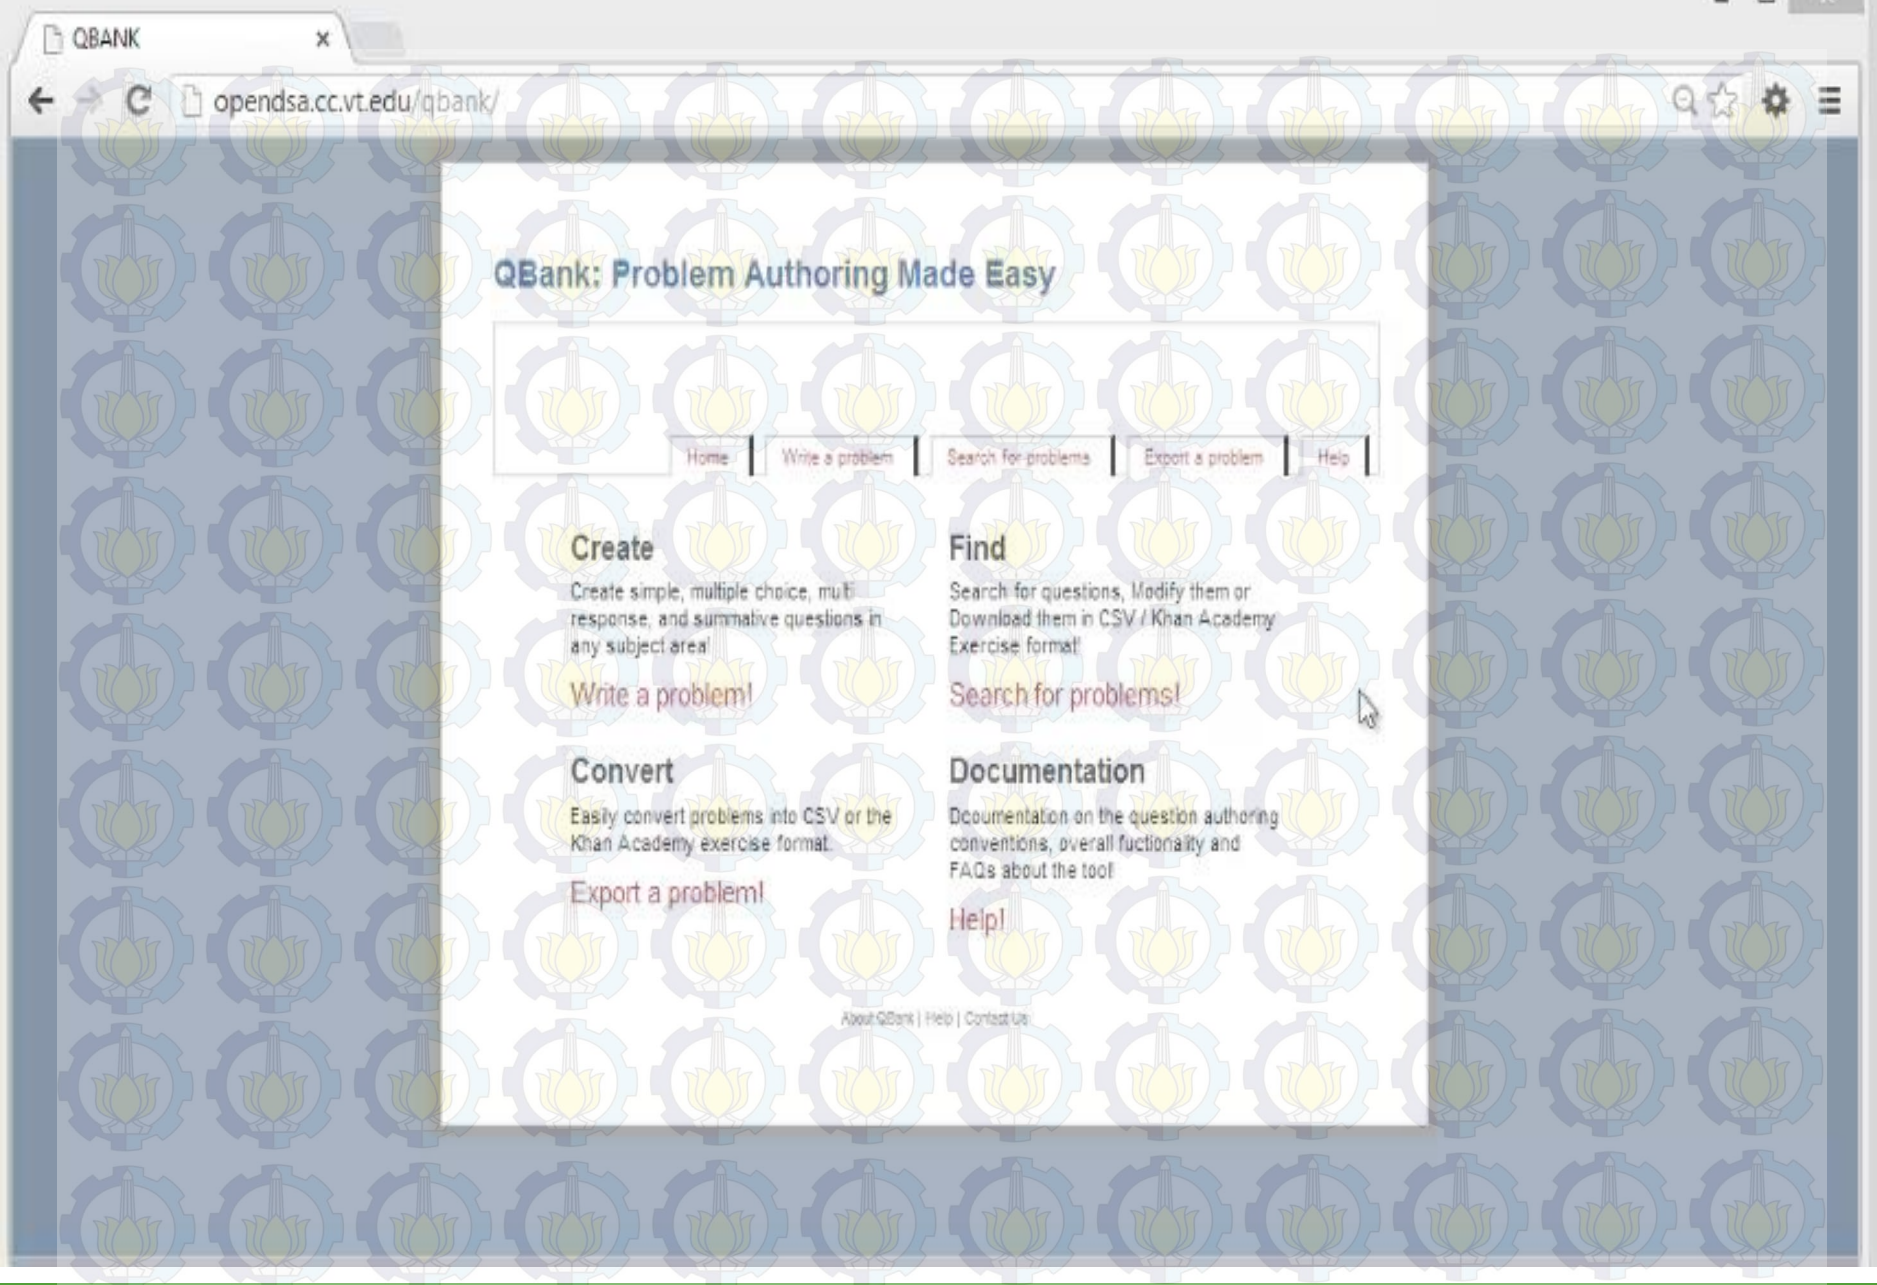 QBANK
opendsa.cc.vt.edu/qbank/
QBank: Problem Authoring Made Easy
Home
Write a problem
Search for problems
Export a problem
Help
Create
Create simple, multiple choice, multi
response, and summative questions in
any subject area!
Write a problem!
Find
Search for questions, Modify them or
Download them in CSV / Khan Academy
Exercise format!
Search for problems!
Convert
Easily convert problems into CSV or the
Khan Academy exercise format.
Export a problem!
Documentation
Dcoumentation on the question authoring
conventions, overall fuctionality and
FAQs about the tool!
Help!
About QBank | Help | Contact Us